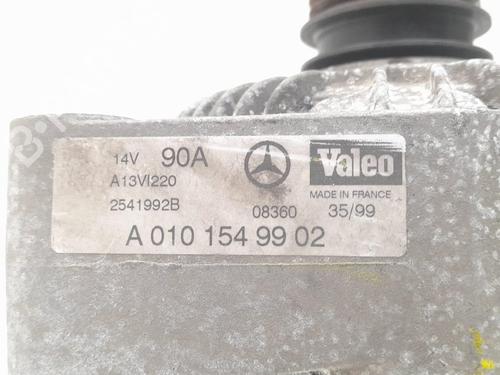 14V 90A Valeo
A13VI220 MADE IN FRANCE
2541992B 08360 35/99
A 010 154 99 02